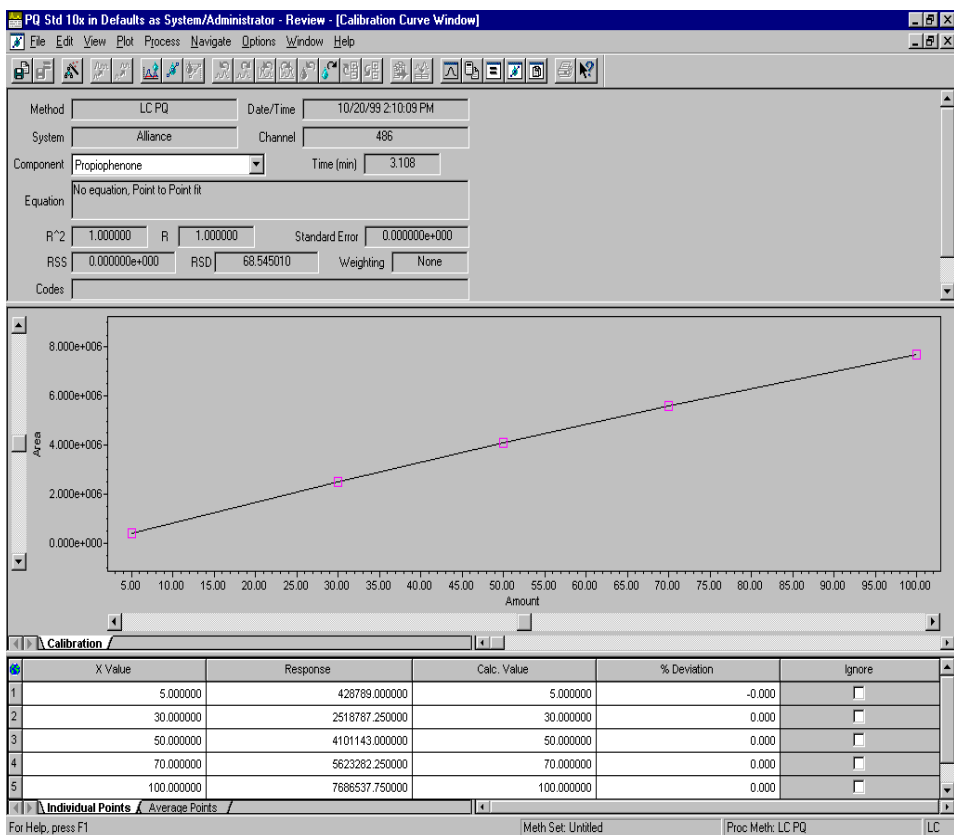 PQ Std 10x in Defaults as System/Administrator - Review - [Calibration Curve Window]
File Edit View Plot Process Navigate Options Window Help
Method LC PQ Date/Time 10/20/99 2:10:09 PM
System Alliance Channel 486
Component Propiophenone Time (min) 3.108
Equation No equation, Point to Point fit
R^2 1.000000 R 1.000000 Standard Error 0.000000e+000
RSS 0.000000e+000 RSD 68.545010 Weighting None
Codes
8.000e+006
6.000e+006
4.000e+006
2.000e+006
0.000e+000
Area
5.00 10.00 15.00 20.00 25.00 30.00 35.00 40.00 45.00 50.00 55.00 60.00 65.00 70.00 75.00 80.00 85.00 90.00 95.00 100.00
Amount
Calibration
X Value Response Calc. Value % Deviation Ignore
1 5.000000 428789.000000 5.000000 -0.000
2 30.000000 2518787.250000 30.000000 0.000
3 50.000000 4101143.000000 50.000000 0.000
4 70.000000 5623282.250000 70.000000 0.000
5 100.000000 7686537.750000 100.000000 0.000
Individual Points Average Points
For Help, press F1 Meth Set: Untitled Proc Meth: LC PQ LC